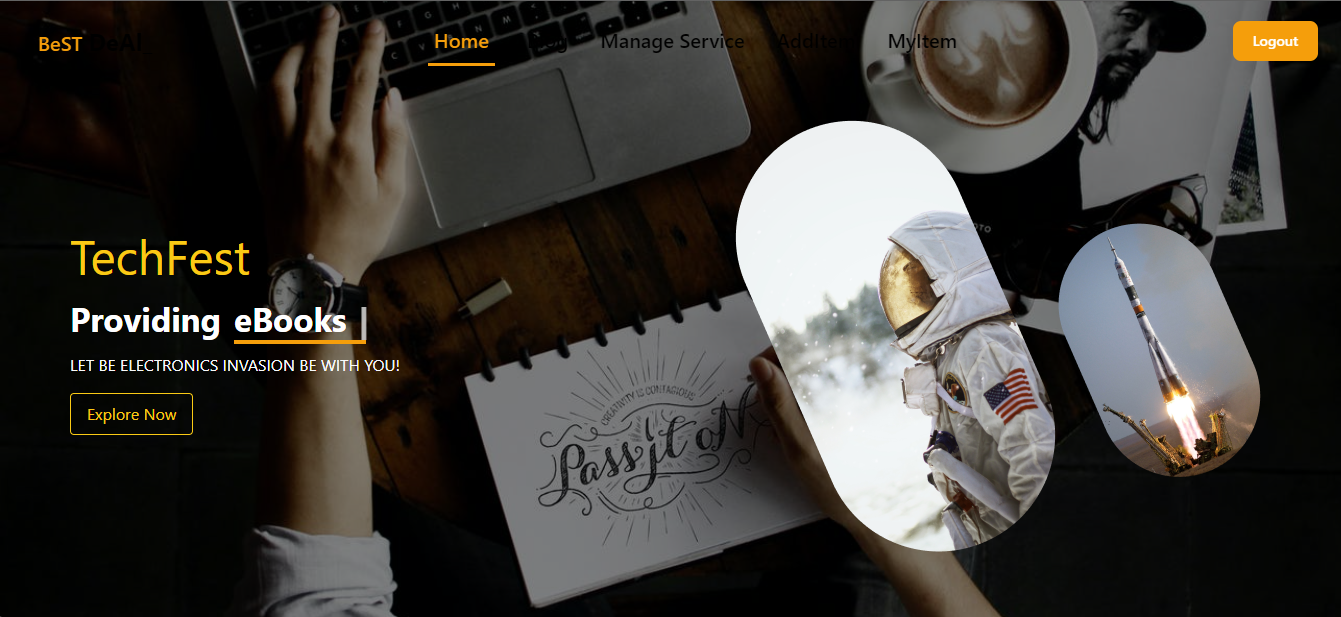 BeST DeAl
Home Blogs Manage Service AddItem MyItem
Logout
TechFest
Providing eBooks
LET BE ELECTRONICS INVASION BE WITH YOU!
Explore Now
CREATIVITY IS CONTAGIOUS
Pass it on